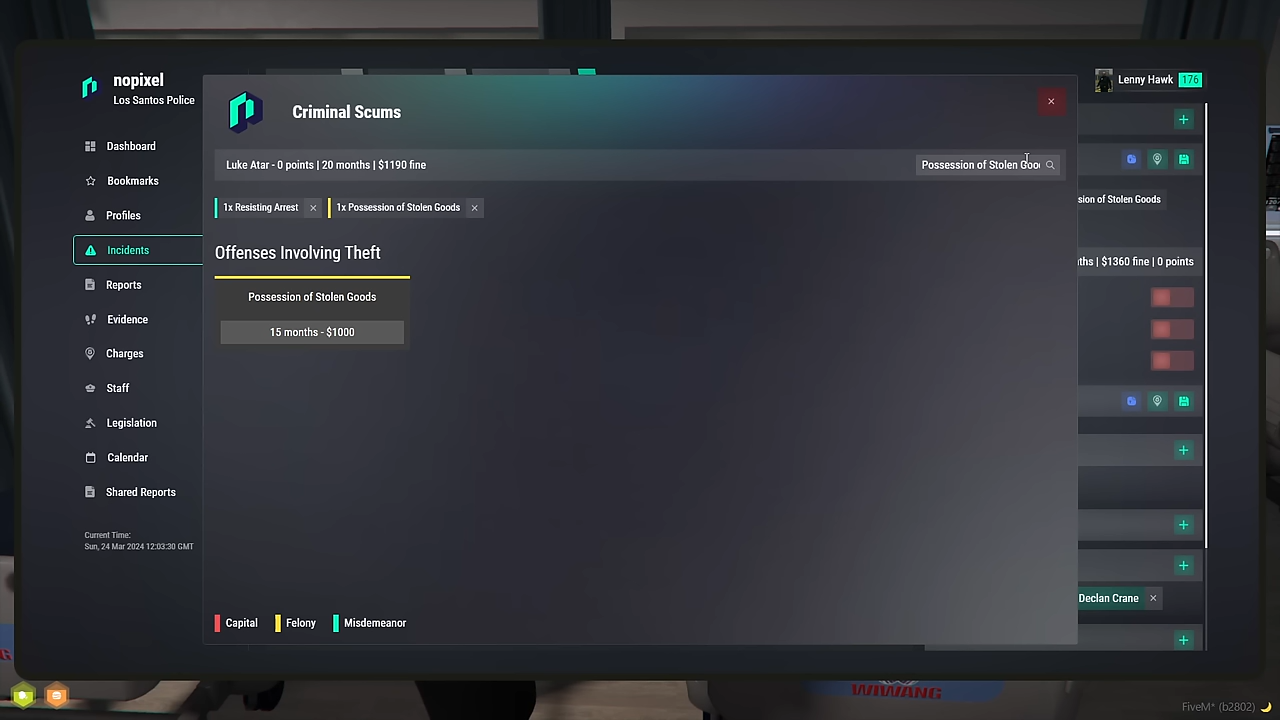 nopixel
Los Santos Police
Dashboard
Bookmarks
Profiles
Incidents
Reports
Evidence
Charges
Staff
Legislation
Calendar
Shared Reports
Current Time:
Sun, 24 Mar 2024 12:03:30 GMT
Criminal Scums
Luke Atar - 0 points | 20 months | $1190 fine
Possession of Stolen Goo
1x Resisting Arrest
1x Possession of Stolen Goods
Offenses Involving Theft
Possession of Stolen Goods
15 months - $1000
Capital
Felony
Misdemeanor
Lenny Hawk 176
sion of Stolen Goods
ths | $1360 fine | 0 points
Declan Crane
WIWANG
FiveM* (b2802)